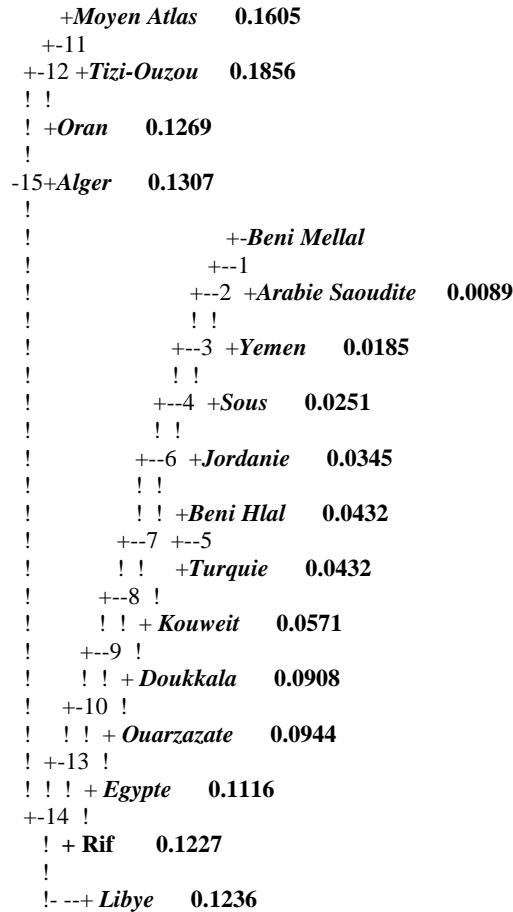 +Moyen Atlas 0.1605
+-11
+-12 +Tizi-Ouzou 0.1856
! !
! +Oran 0.1269
!
-15+Alger 0.1307
!
! +-Beni Mellal
! +--1
! +--2 +Arabie Saoudite 0.0089
! ! !
! +--3 +Yemen 0.0185
! ! !
! +--4 +Sous 0.0251
! ! !
! +--6 +Jordanie 0.0345
! ! !
! ! ! +Beni Hlal 0.0432
! +--7 +--5
! ! ! +Turquie 0.0432
! +--8 !
! ! ! + Kouweit 0.0571
! +--9 !
! ! ! + Doukkala 0.0908
! +-10 !
! ! ! + Ouarzazate 0.0944
! +-13 !
! ! ! + Egypte 0.1116
+-14 !
! + Rif 0.1227
!
!- --+ Libye 0.1236